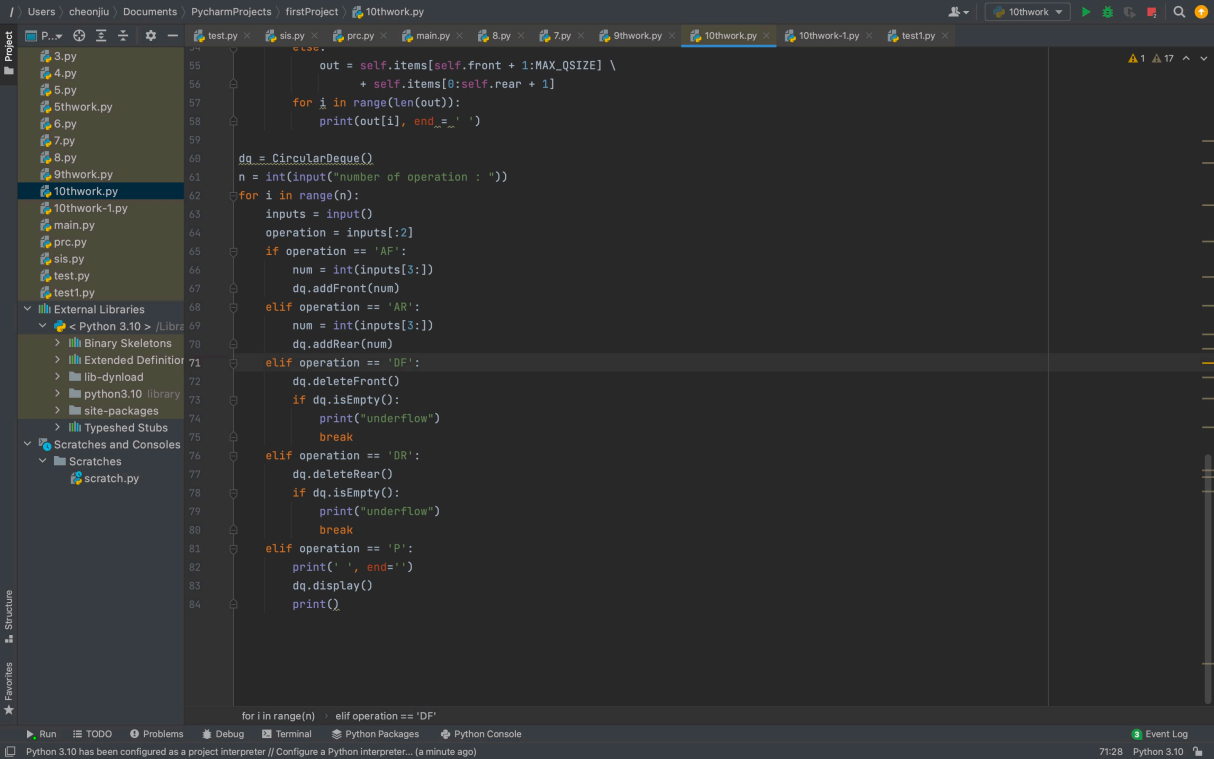 / Users Documents PycharmProjects firstProject 10thwork.py
cheonjiu
10thwork
Project
P...
test.py sis.py prc.py main.py 8.py 7.py 9thwork.py 10thwork.py 10thwork-1.py test1.py
3.py
4.py
5.py
5thwork.py
6.py
7.py
8.py
9thwork.py
10thwork.py
10thwork-1.py
main.py
prc.py
sis.py
test.py
test1.py
External Libraries
< Python 3.10 > /Libra
Binary Skeletons
Extended Definition
lib-dynload
python3.10 library
site-packages
Typeshed Stubs
Scratches and Consoles
Scratches
scratch.py
1 17
54 else:
55 out = self.items[self.front + 1:MAX_QSIZE] \
56 + self.items[0:self.rear + 1]
57 for i in range(len(out)):
58 print(out[i], end = ' ')
59
60 dq = CircularDeque()
61 n = int(input("number of operation : "))
62 for i in range(n):
63 inputs = input()
64 operation = inputs[:2]
65 if operation == 'AF':
66 num = int(inputs[3:])
67 dq.addFront(num)
68 elif operation == 'AR':
69 num = int(inputs[3:])
70 dq.addRear(num)
71 elif operation == 'DF':
72 dq.deleteFront()
73 if dq.isEmpty():
74 print("underflow")
75 break
76 elif operation == 'DR':
77 dq.deleteRear()
78 if dq.isEmpty():
79 print("underflow")
80 break
81 elif operation == 'P':
82 print(' ', end='')
83 dq.display()
84 print()
Structure
Favorites
for i in range(n) elif operation == 'DF'
Run TODO Problems Debug Terminal Python Packages Python Console 3 Event Log
Python 3.10 has been configured as a project interpreter // Configure a Python interpreter... (a minute ago) 71:28 Python 3.10